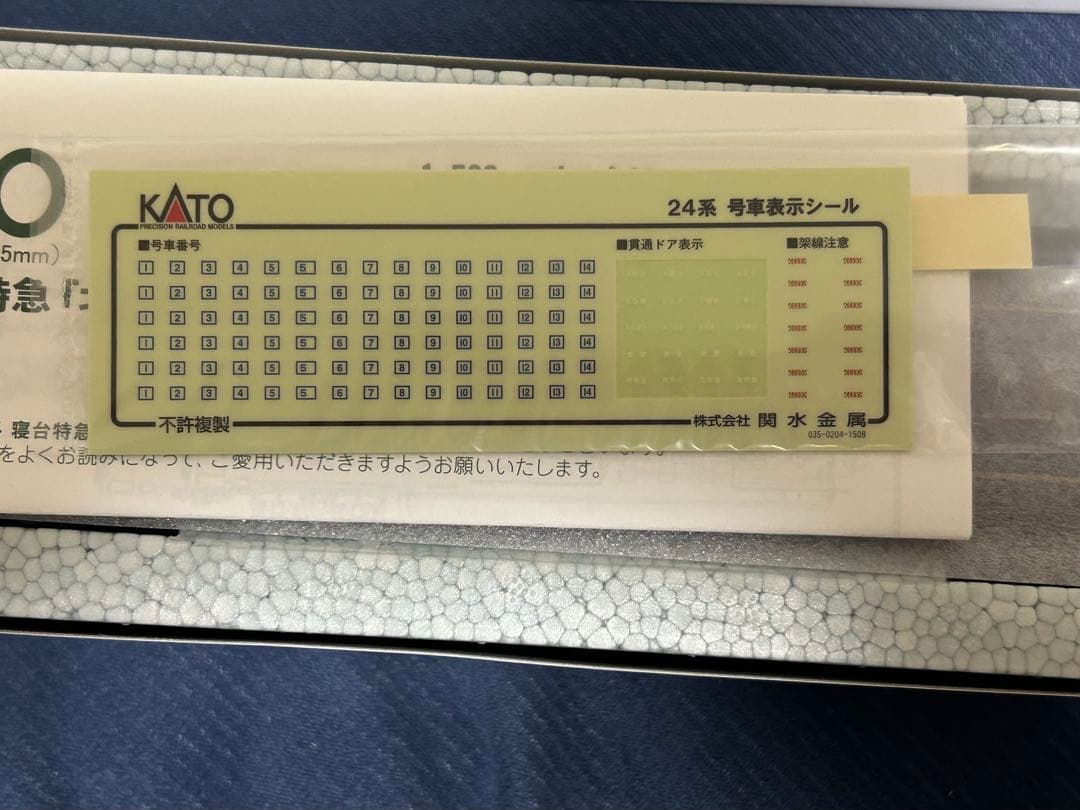 KATO
PRECISION RAILROAD MODELS
24系 号車表示シール
■号車番号
■貫通ドア表示
■架線注意
1 2 3 4 5 5 6 7 8 9 10 11 12 13 14
1 2 3 4 5 5 6 7 8 9 10 11 12 13 14
1 2 3 4 5 5 6 7 8 9 10 11 12 13 14
1 2 3 4 5 5 6 7 8 9 10 11 12 13 14
1 2 3 4 5 5 6 7 8 9 10 11 12 13 14
1 2 3 4 5 5 6 7 8 9 10 11 12 13 14
不許複製
株式会社 関水金属
035-0204-1508
O
5mm)
特急
寝台特急
をよくお読みになって、ご愛用いただきますようお願いいたします。